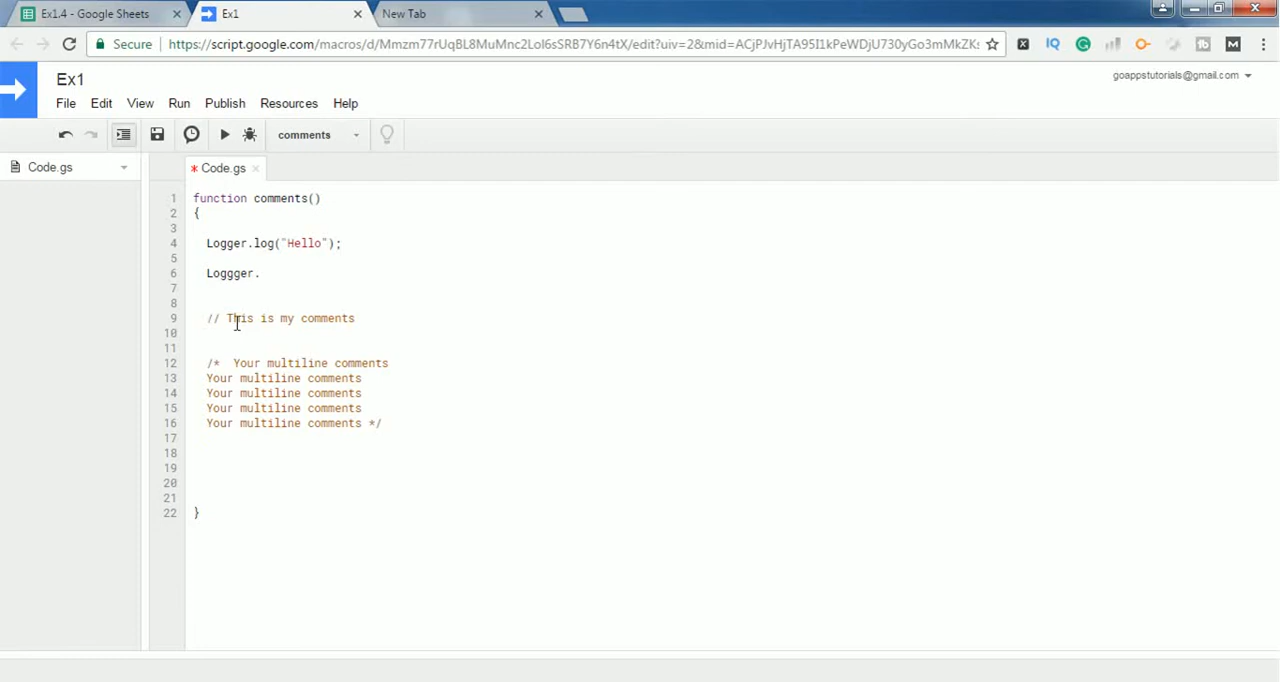 Ex1.4 - Google Sheets
Ex1
New Tab
Secure
https://script.google.com/macros/d/Mmzm77rUqBL8MuMnc2LoI6sSRB7Y6n4tX/edit?uiv=2&mid=ACjPJvHjTA95I1kPeWDjU730yGo3mMkZKs
IQ
Ex1
goappstutorials@gmail.com
File Edit View Run Publish Resources Help
comments
Code.gs
* Code.gs
1 function comments()
2 {
3
4 Logger.log("Hello");
5
6 Loggger.
7
8
9 // This is my comments
10
11
12 /* Your multiline comments
13 Your multiline comments
14 Your multiline comments
15 Your multiline comments
16 Your multiline comments */
17
18
19
20
21
22 }